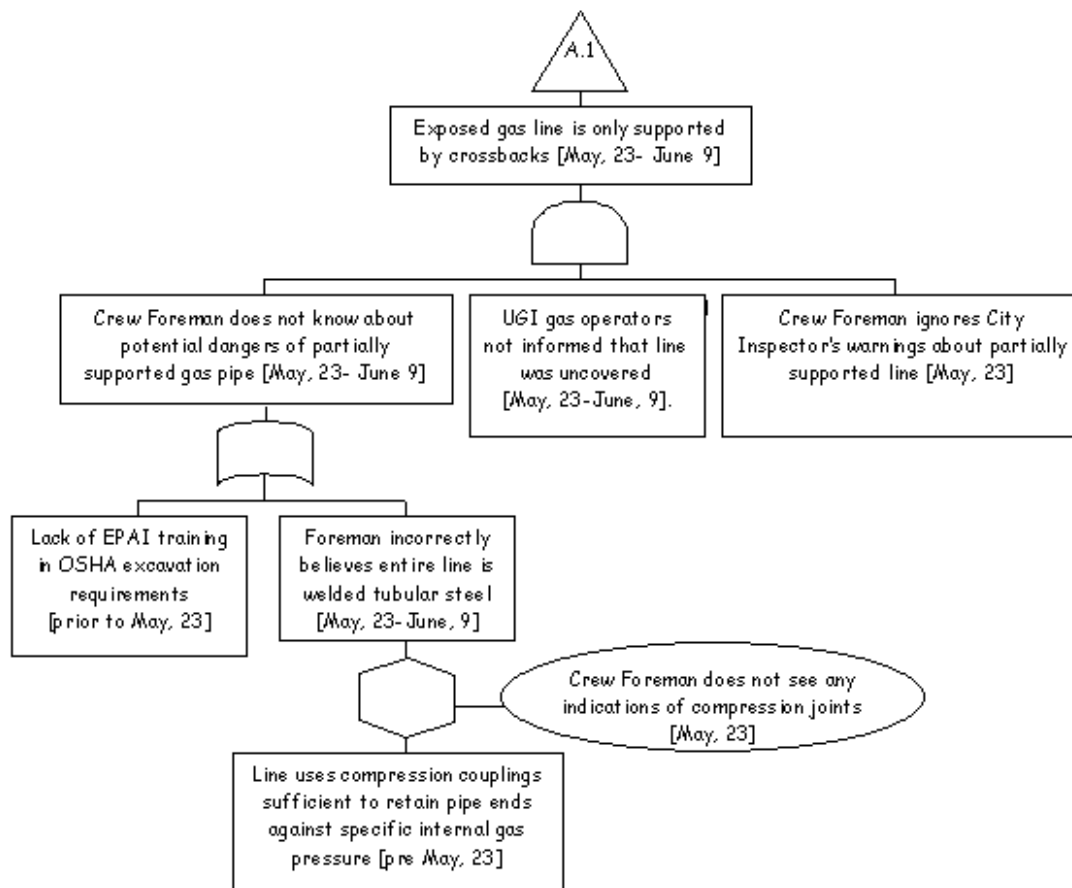 A.1
Exposed gas line is only supported
by crossbacks [May, 23- June 9]
Crew Foreman does not know about
potential dangers of partially
supported gas pipe [May, 23- June 9]
UGI gas operators
not informed that line
was uncovered
[May, 23-June, 9].
Crew Foreman ignores City
Inspector's warnings about partially
supported line [May, 23]
Lack of EPAI training
in OSHA excavation
requirements
[prior to May, 23]
Foreman incorrectly
believes entire line is
welded tubular steel
[May, 23-June, 9]
Crew Foreman does not see any
indications of compression joints
[May, 23]
Line uses compression couplings
sufficient to retain pipe ends
against specific internal gas
pressure [pre May, 23]